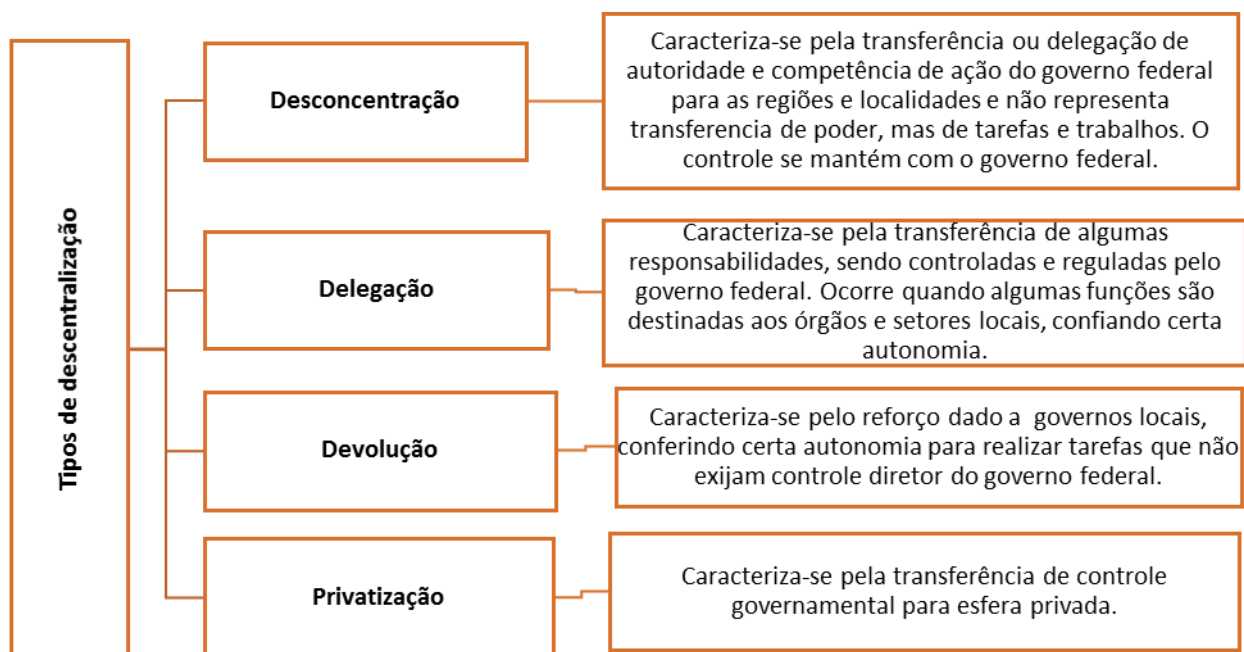 Tipos de descentralização
Desconcentração
Caracteriza-se pela transferência ou delegação de
autoridade e competência de ação do governo federal
para as regiões e localidades e não representa
transferencia de poder, mas de tarefas e trabalhos. O
controle se mantém com o governo federal.
Delegação
Caracteriza-se pela transferência de algumas
responsabilidades, sendo controladas e reguladas pelo
governo federal. Ocorre quando algumas funções são
destinadas aos órgãos e setores locais, confiando certa
autonomia.
Devolução
Caracteriza-se pelo reforço dado a  governos locais,
conferindo certa autonomia para realizar tarefas que não
exijam controle diretor do governo federal.
Privatização
Caracteriza-se pela transferência de controle
governamental para esfera privada.